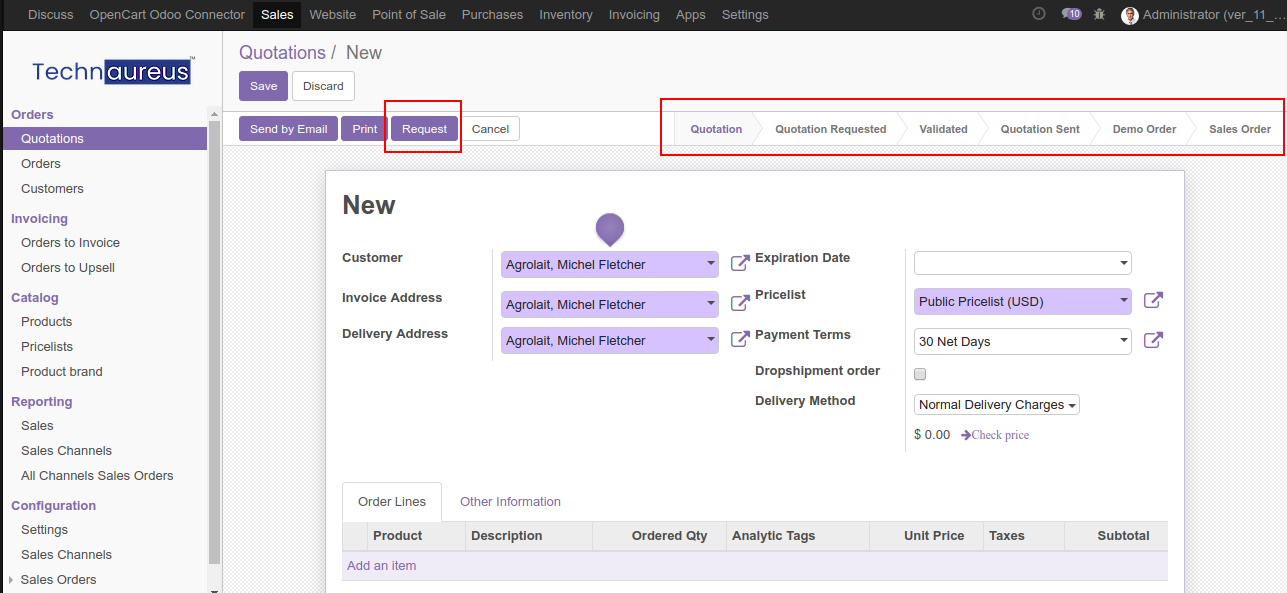 Discuss OpenCart Odoo Connector Sales Website Point of Sale Purchases Inventory Invoicing Apps Settings 10 Administrator (ver_11_...
Technaureus™
Quotations / New
Save Discard
Send by Email Print Request Cancel
Quotation Quotation Requested Validated Quotation Sent Demo Order Sales Order
Orders
Quotations
Orders
Customers
Invoicing
Orders to Invoice
Orders to Upsell
Catalog
Products
Pricelists
Product brand
Reporting
Sales
Sales Channels
All Channels Sales Orders
Configuration
Settings
Sales Channels
Sales Orders
New
Customer Agrolait, Michel Fletcher
Invoice Address Agrolait, Michel Fletcher
Delivery Address Agrolait, Michel Fletcher
Expiration Date
Pricelist Public Pricelist (USD)
Payment Terms 30 Net Days
Dropshipment order
Delivery Method Normal Delivery Charges
$ 0.00 Check price
Order Lines Other Information
Product Description Ordered Qty Analytic Tags Unit Price Taxes Subtotal
Add an item